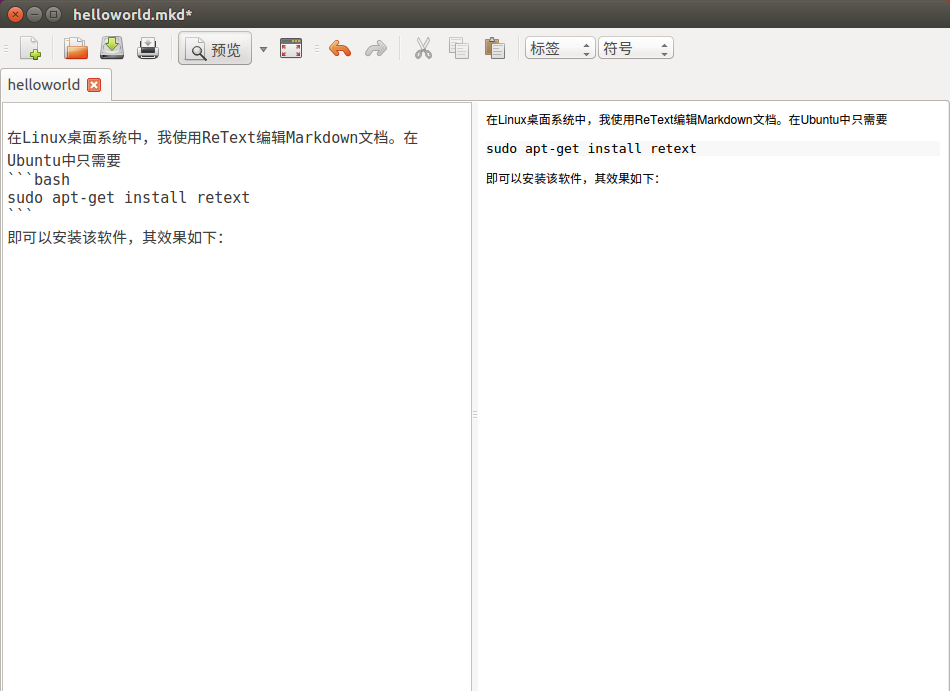 helloworld.mkd*
预览
标签
符号
helloworld
在Linux桌面系统中，我使用ReText编辑Markdown文档。在
Ubuntu中只需要
```bash
sudo apt-get install retext
```
即可以安装该软件，其效果如下：
在Linux桌面系统中，我使用ReText编辑Markdown文档。在Ubuntu中只需要
sudo apt-get install retext
即可以安装该软件，其效果如下：